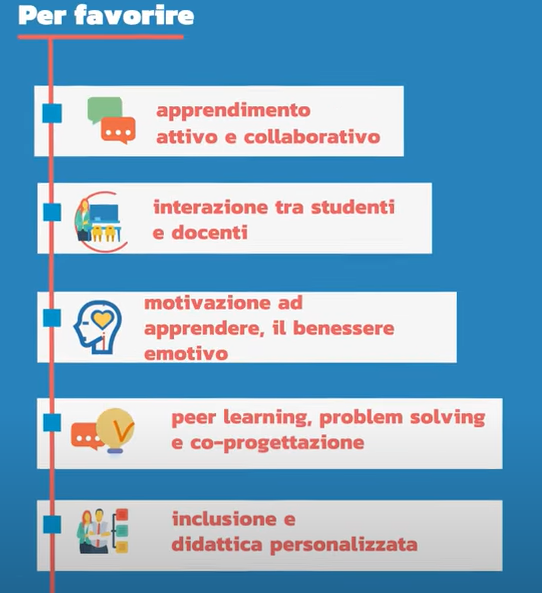 Per favorire
apprendimento
attivo e collaborativo
interazione tra studenti
e docenti
motivazione ad
apprendere, il benessere
emotivo
peer learning, problem solving
e co-progettazione
inclusione e
didattica personalizzata